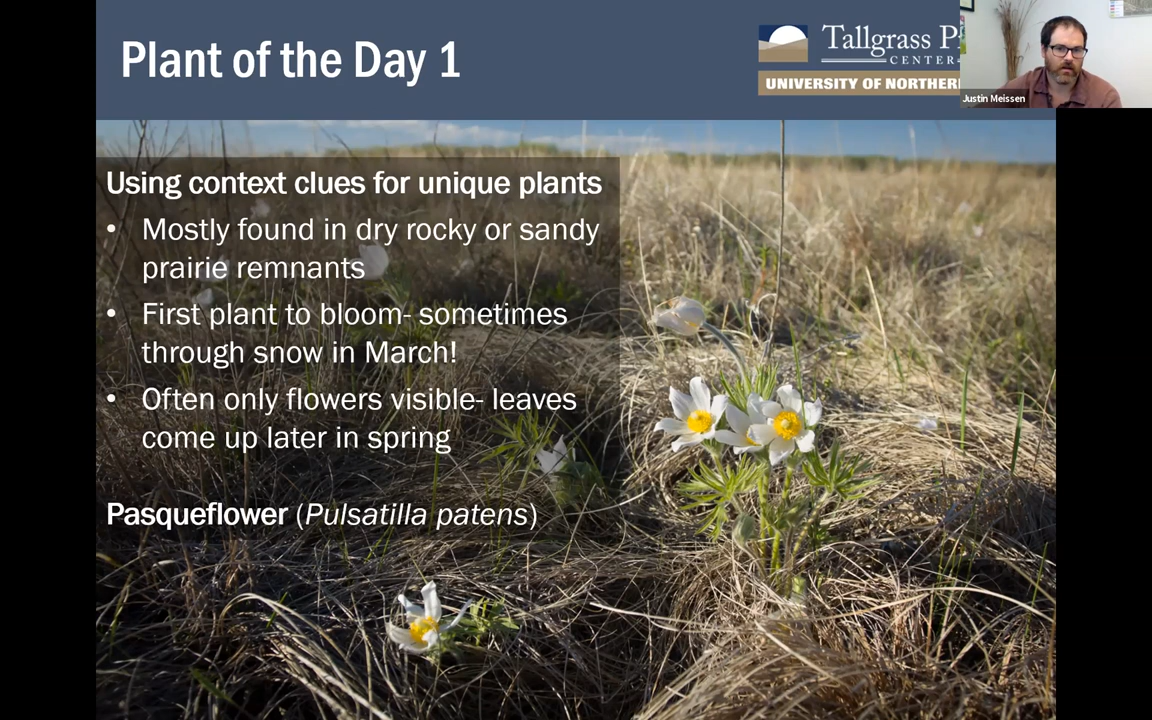 Plant of the Day 1
Tallgrass P
CENTER
UNIVERSITY OF NORTHER
Justin Meissen
Using context clues for unique plants
• Mostly found in dry rocky or sandy
prairie remnants
• First plant to bloom- sometimes
through snow in March!
• Often only flowers visible- leaves
come up later in spring
Pasqueflower (Pulsatilla patens)